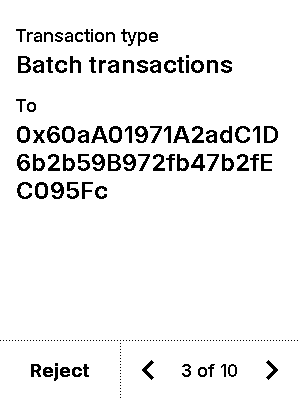 Transaction type
Batch transactions
To
0x60aA01971A2adC1D
6b2b59B972fb47b2fE
C095Fc
Reject
3 of 10